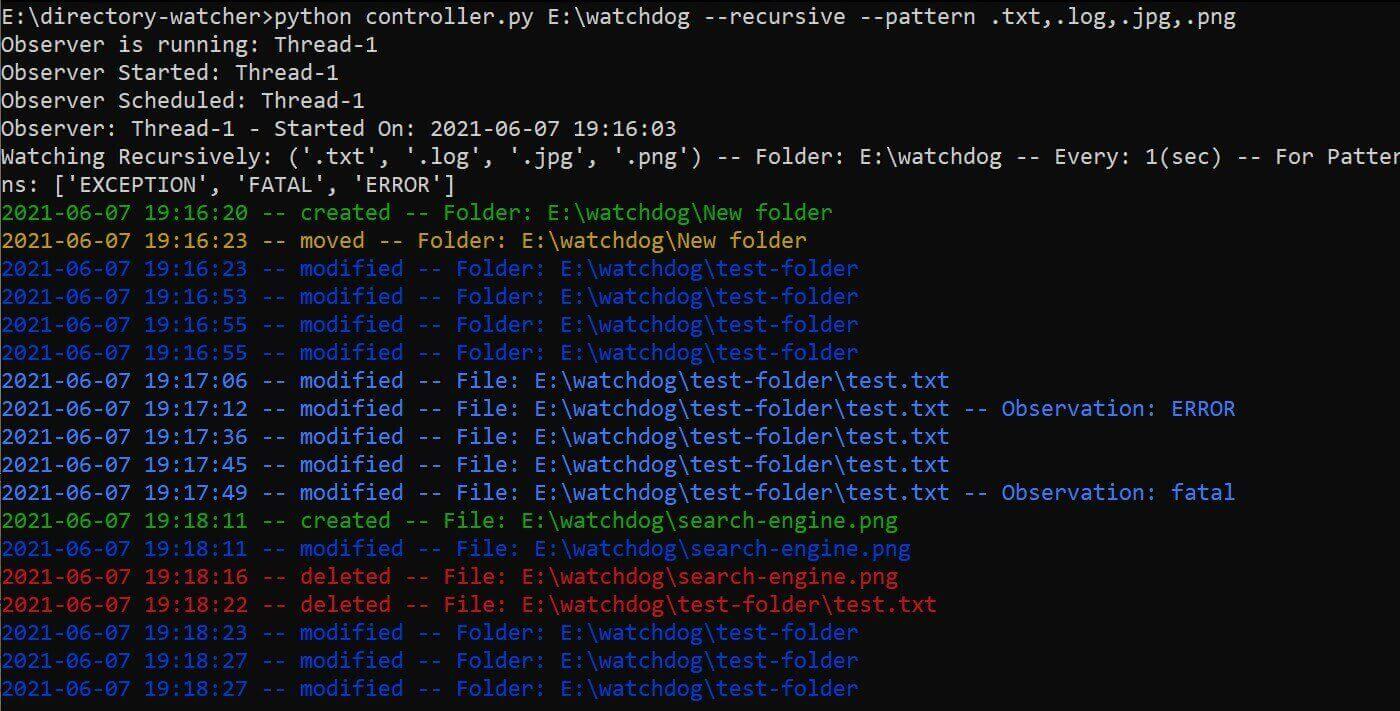 E:\directory-watcher>python controller.py E:\watchdog --recursive --pattern .txt,.log,.jpg,.png
Observer is running: Thread-1
Observer Started: Thread-1
Observer Scheduled: Thread-1
Observer: Thread-1 - Started On: 2021-06-07 19:16:03
Watching Recursively: ('.txt', '.log', '.jpg', '.png') -- Folder: E:\watchdog -- Every: 1(sec) -- For Patter
ns: ['EXCEPTION', 'FATAL', 'ERROR']
2021-06-07 19:16:20 -- created -- Folder: E:\watchdog\New folder
2021-06-07 19:16:23 -- moved -- Folder: E:\watchdog\New folder
2021-06-07 19:16:23 -- modified -- Folder: E:\watchdog\test-folder
2021-06-07 19:16:53 -- modified -- Folder: E:\watchdog\test-folder
2021-06-07 19:16:55 -- modified -- Folder: E:\watchdog\test-folder
2021-06-07 19:16:55 -- modified -- Folder: E:\watchdog\test-folder
2021-06-07 19:17:06 -- modified -- File: E:\watchdog\test-folder\test.txt
2021-06-07 19:17:12 -- modified -- File: E:\watchdog\test-folder\test.txt -- Observation: ERROR
2021-06-07 19:17:36 -- modified -- File: E:\watchdog\test-folder\test.txt
2021-06-07 19:17:45 -- modified -- File: E:\watchdog\test-folder\test.txt
2021-06-07 19:17:49 -- modified -- File: E:\watchdog\test-folder\test.txt -- Observation: fatal
2021-06-07 19:18:11 -- created -- File: E:\watchdog\search-engine.png
2021-06-07 19:18:11 -- modified -- File: E:\watchdog\search-engine.png
2021-06-07 19:18:16 -- deleted -- File: E:\watchdog\search-engine.png
2021-06-07 19:18:22 -- deleted -- File: E:\watchdog\test-folder\test.txt
2021-06-07 19:18:23 -- modified -- Folder: E:\watchdog\test-folder
2021-06-07 19:18:27 -- modified -- Folder: E:\watchdog\test-folder
2021-06-07 19:18:27 -- modified -- Folder: E:\watchdog\test-folder